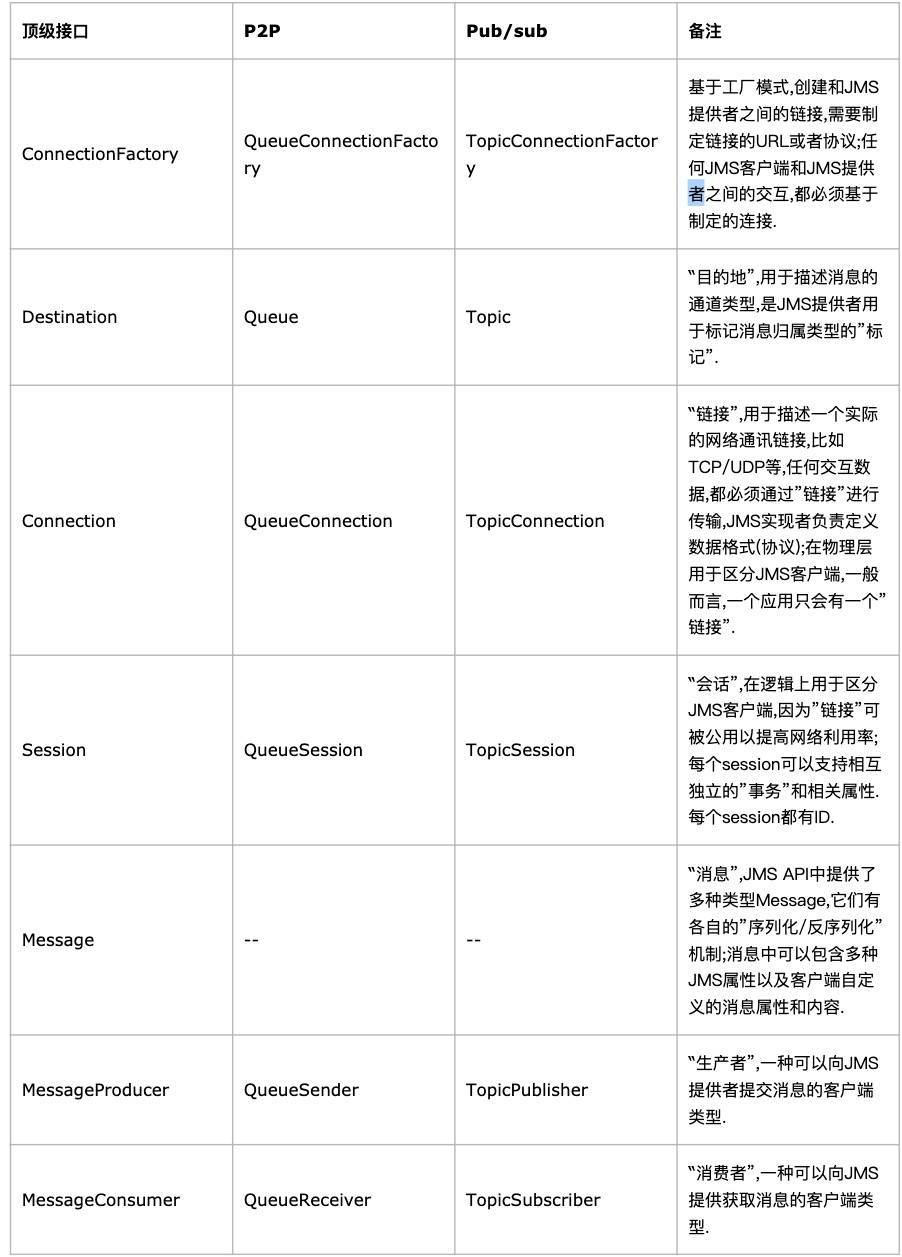 顶级接口
P2P
Pub/sub
备注
ConnectionFactory
QueueConnectionFacto
ry
TopicConnectionFactor
y
基于工厂模式,创建和JMS
提供者之间的链接,需要制
定链接的URL或者协议;任
何JMS客户端和JMS提供
者之间的交互,都必须基于
制定的连接.
Destination
Queue
Topic
“目的地”,用于描述消息的
通道类型,是JMS提供者用
于标记消息归属类型的”标
记”.
Connection
QueueConnection
TopicConnection
“链接”,用于描述一个实际
的网络通讯链接,比如
TCP/UDP等,任何交互数
据,都必须通过”链接”进行
传输,JMS实现者负责定义
数据格式(协议);在物理层
用于区分JMS客户端,一般
而言,一个应用只会有一个”
链接”.
Session
QueueSession
TopicSession
“会话”,在逻辑上用于区分
JMS客户端,因为”链接”可
被公用以提高网络利用率;
每个session可以支持相互
独立的”事务”和相关属性.
每个session都有ID.
Message
--
--
“消息”,JMS API中提供了
多种类型Message,它们有
各自的”序列化/反序列化”
机制;消息中可以包含多种
JMS属性以及客户端自定
义的消息属性和内容.
MessageProducer
QueueSender
TopicPublisher
“生产者”,一种可以向JMS
提供者提交消息的客户端
类型.
MessageConsumer
QueueReceiver
TopicSubscriber
“消费者”,一种可以向JMS
提供获取消息的客户端类
型.